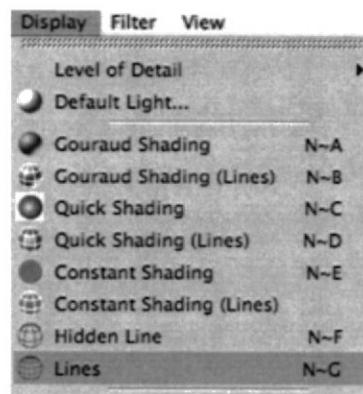 Display Filter View
Level of Detail
Default Light...
Gouraud Shading N~A
Gouraud Shading (Lines) N~B
Quick Shading N~C
Quick Shading (Lines) N~D
Constant Shading N~E
Constant Shading (Lines)
Hidden Line N~F
Lines N~G